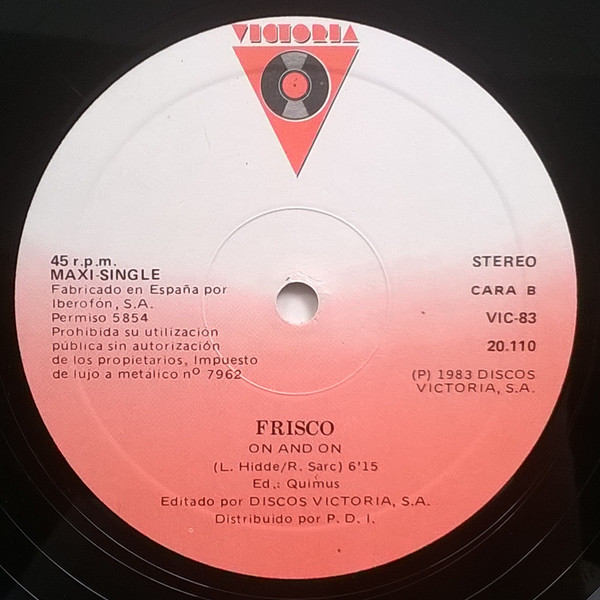 VICTORIA
45 r.p.m.
MAXI-SINGLE
Fabricado en España por
Iberofón, S.A.
Permiso 5854
Prohibida su utilización
pública sin autorización
de los propietarios, Impuesto
de lujo a metálico nº 7962
STEREO
CARA B
VIC-83
20.110
(P) 1983 DISCOS
VICTORIA, S.A.
FRISCO
ON AND ON
(L. Hidde/R. Sarc) 6'15
Ed.: Quimus
Editado por DISCOS VICTORIA, S.A.
Distribuido por P. D. I.